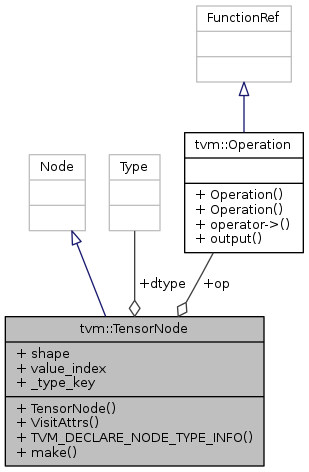 FunctionRef
Node
Type
tvm::Operation
+ Operation()
+ Operation()
+ operator->()
+ output()
+dtype
+op
tvm::TensorNode
+ shape
+ value_index
+ _type_key
+ TensorNode()
+ VisitAttrs()
+ TVM_DECLARE_NODE_TYPE_INFO()
+ make()